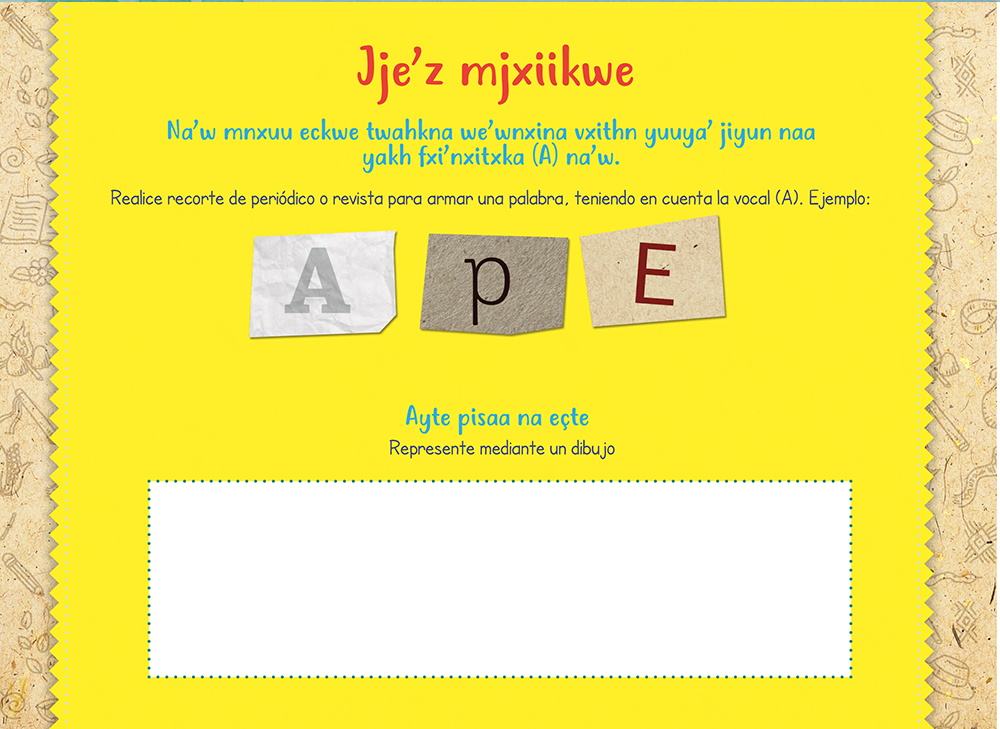 Jje’z mjxiikwe
Na’w mnxuu eckwe twahkna we’wnxina vxithn yuuya’ jiyun naa
yakh fxi’nxitxka (A) na’w.
Realice recorte de periódico o revista para armar una palabra, teniendo en cuenta la vocal (A). Ejemplo:
A p E
Ayte pisaa na eçte
Represente mediante un dibujo